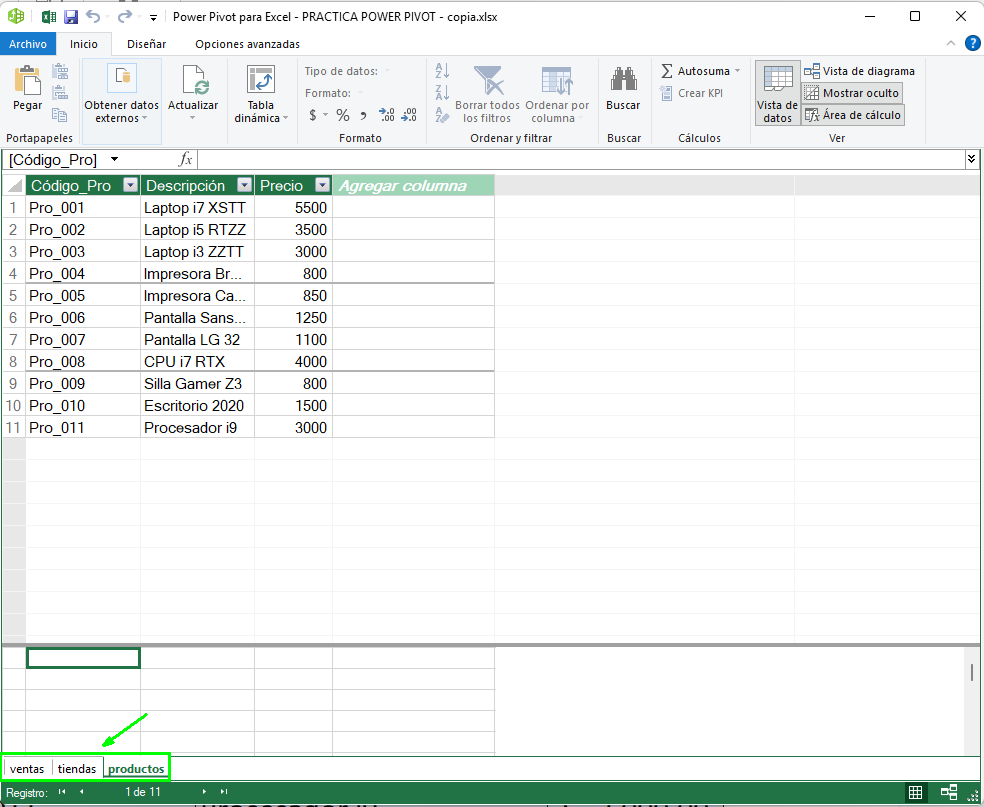 Power Pivot para Excel - PRACTICA POWER PIVOT - copia.xlsx
Archivo Inicio Diseñar Opciones avanzadas
Pegar
Portapapeles
Obtener datos externos
Actualizar
Tabla dinámica
Tipo de datos:
Formato:
$ % , .00 .00
Formato
Borrar todos los filtros
Ordenar por columna
Ordenar y filtrar
Buscar
Buscar
Autosuma
Crear KPI
Cálculos
Vista de datos
Vista de diagrama
Mostrar oculto
Área de cálculo
Ver
[Código_Pro] fx
Código_Pro Descripción Precio Agregar columna
1 Pro_001 Laptop i7 XSTT 5500
2 Pro_002 Laptop i5 RTZZ 3500
3 Pro_003 Laptop i3 ZZTT 3000
4 Pro_004 Impresora Br... 800
5 Pro_005 Impresora Ca... 850
6 Pro_006 Pantalla Sans... 1250
7 Pro_007 Pantalla LG 32 1100
8 Pro_008 CPU i7 RTX 4000
9 Pro_009 Silla Gamer Z3 800
10 Pro_010 Escritorio 2020 1500
11 Pro_011 Procesador i9 3000
ventas tiendas productos
Registro: 1 de 11